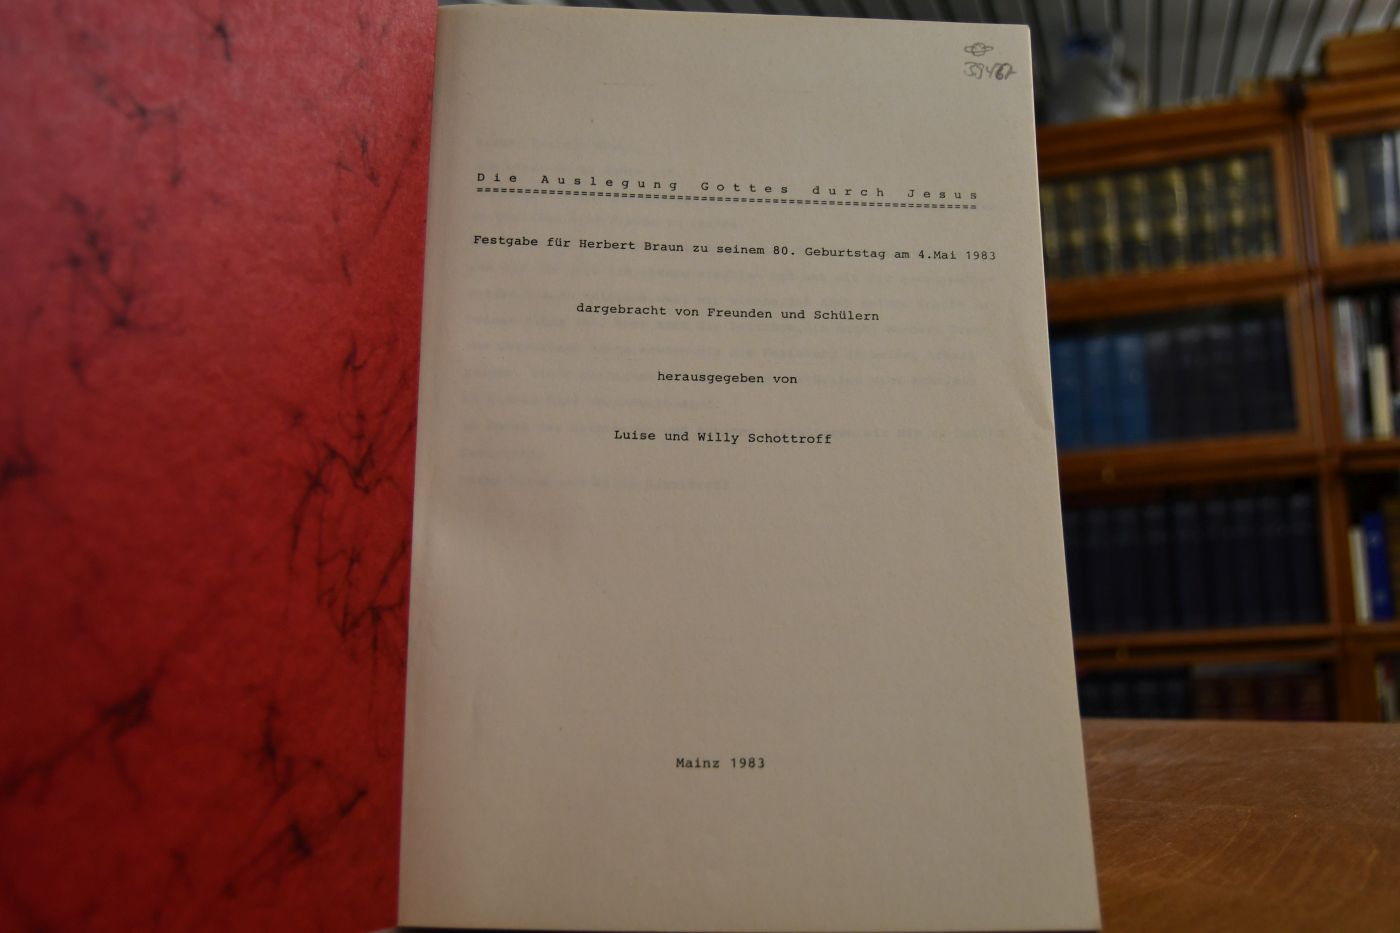 39467
Die Auslegung Gottes durch Jesus
==============================================================
Festgabe für Herbert Braun zu seinem 80. Geburtstag am 4.Mai 1983
dargebracht von Freunden und Schülern
herausgegeben von
Luise und Willy Schottroff
Mainz 1983